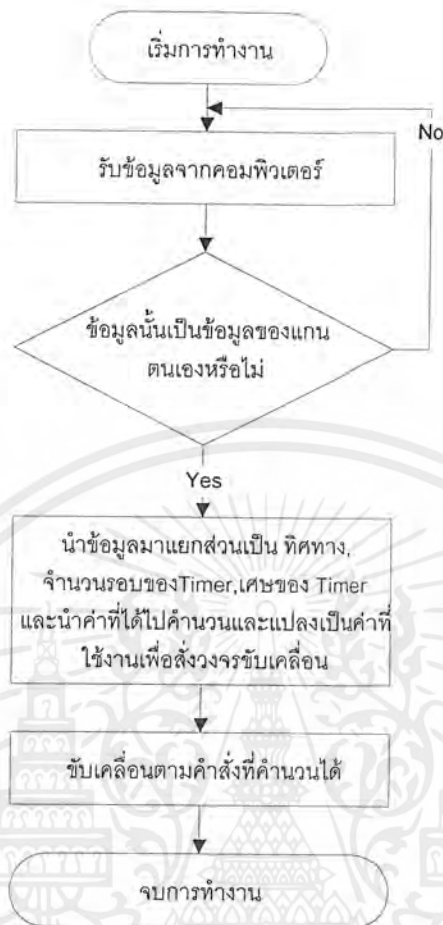 เริ่มการทำงาน
No
รับข้อมูลจากคอมพิวเตอร์
ข้อมูลนั้นเป็นข้อมูลของแกน
ตนเองหรือไม่
Yes
นำข้อมูลมาแยกส่วนเป็น ทิศทาง,
จำนวนรอบของTimer,เศษของ Timer
และนำค่าที่ได้ไปคำนวนและแปลงเป็นค่าที่
ใช้งานเพื่อสั่งวงจรขับเคลื่อน
ขับเคลื่อนตามคำสั่งที่คำนวนได้
จบการทำงาน